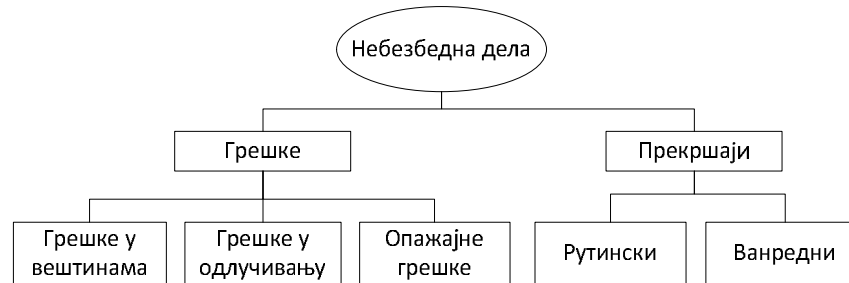 Небезбедна дела
Грешке
Прекршаји
Грешке у
вештинама
Грешке у
одлучивању
Опажајне
грешке
Рутински
Ванредни